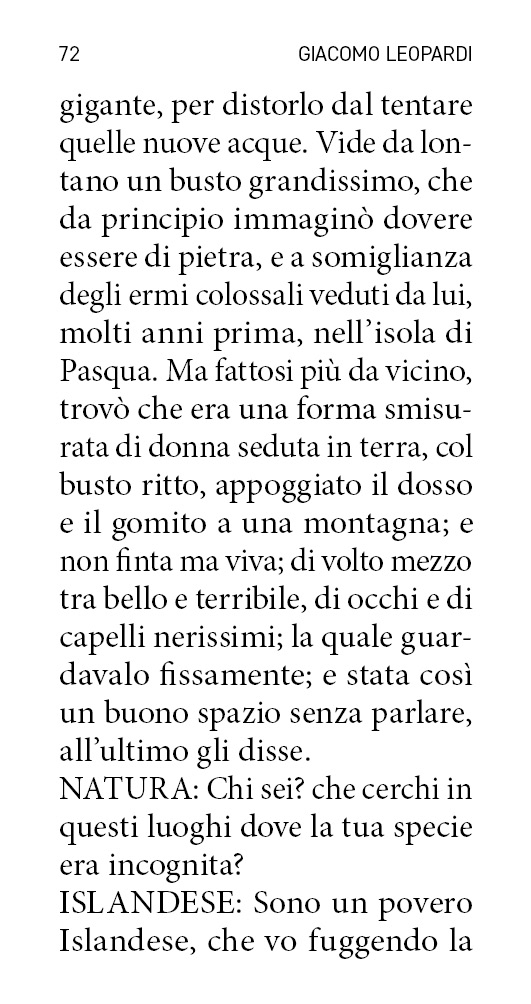 72 GIACOMO LEOPARDI
gigante, per distorlo dal tentare
quelle nuove acque. Vide da lon-
tano un busto grandissimo, che
da principio immaginò dovere
essere di pietra, e a somiglianza
degli ermi colossali veduti da lui,
molti anni prima, nell’isola di
Pasqua. Ma fattosi più da vicino,
trovò che era una forma smisu-
rata di donna seduta in terra, col
busto ritto, appoggiato il dosso
e il gomito a una montagna; e
non finta ma viva; di volto mezzo
tra bello e terribile, di occhi e di
capelli nerissimi; la quale guar-
davalo fissamente; e stata così
un buono spazio senza parlare,
all’ultimo gli disse.
NATURA: Chi sei? che cerchi in
questi luoghi dove la tua specie
era incognita?
ISLANDESE: Sono un povero
Islandese, che vo fuggendo la